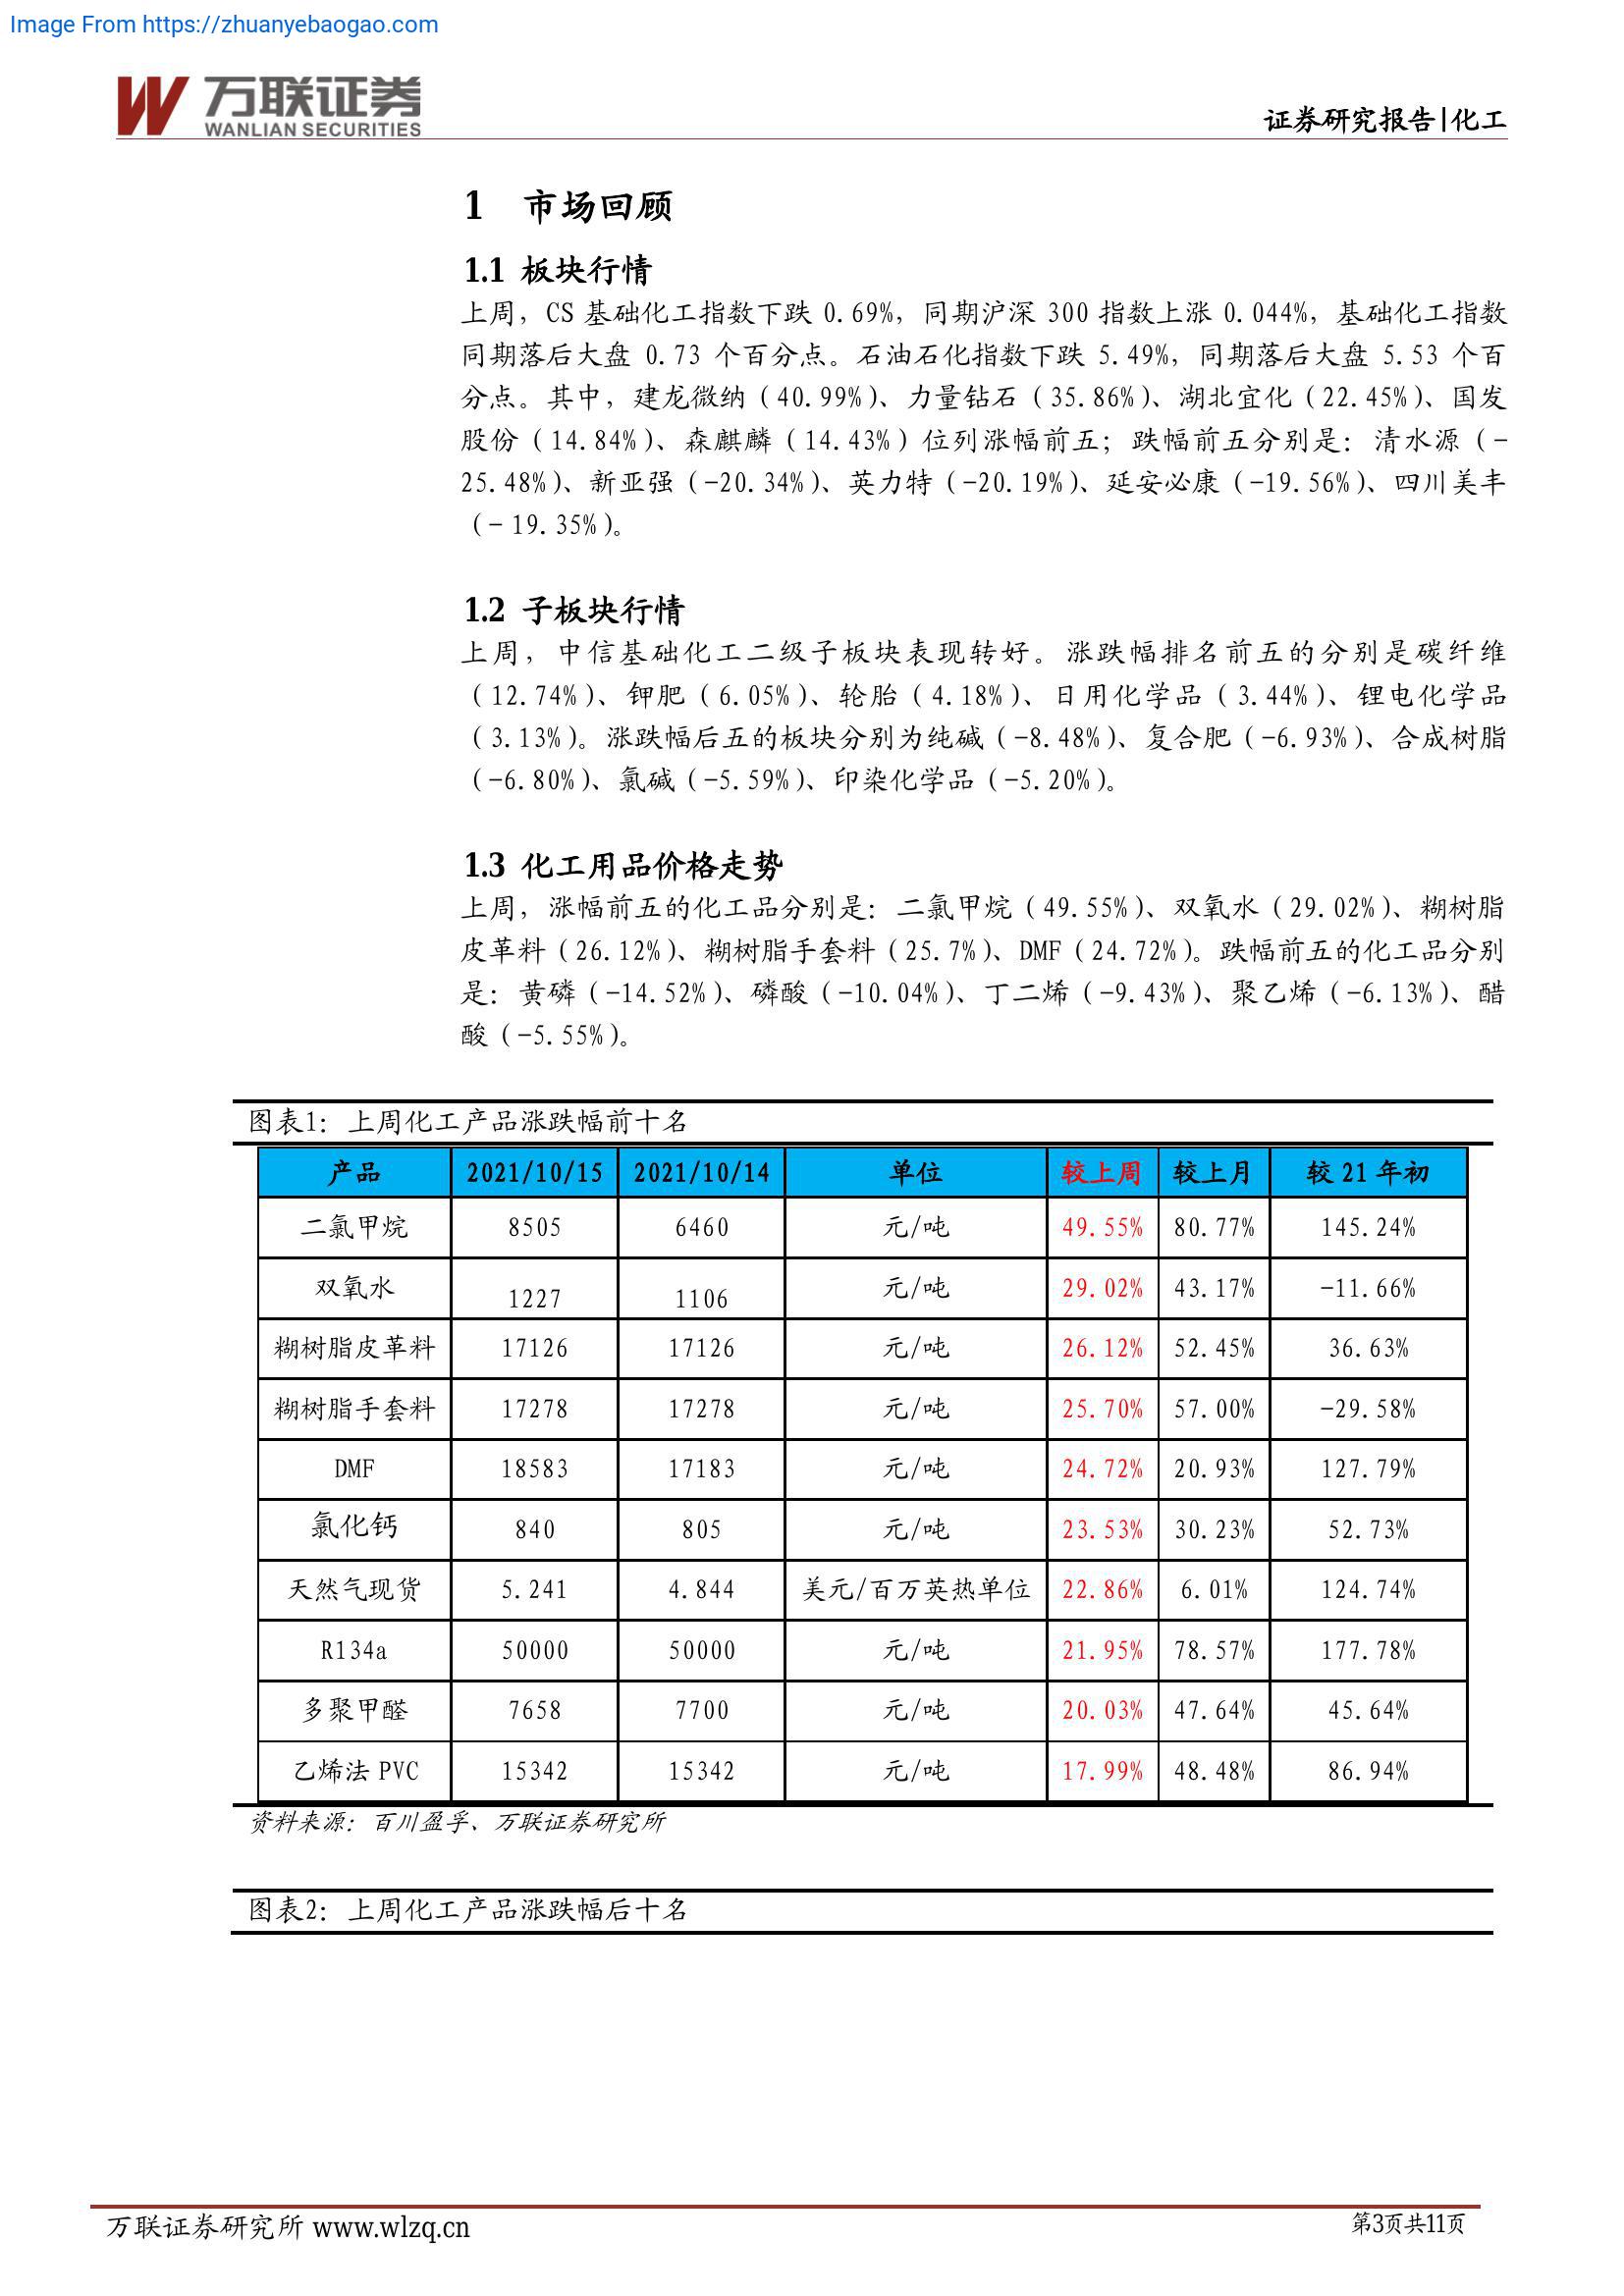 Image From https://zhuanyebaogao.com
万联证券
WANLIAN SECURITIES
证券研究报告|化工
1 市场回顾
1.1 板块行情
上周，CS 基础化工指数下跌 0.69%，同期沪深 300 指数上涨 0.044%，基础化工指数
同期落后大盘 0.73 个百分点。石油石化指数下跌 5.49%，同期落后大盘 5.53 个百
分点。其中，建龙微纳（40.99%）、力量钻石（35.86%）、湖北宜化（22.45%）、国发
股份（14.84%）、森麒麟（14.43%）位列涨幅前五；跌幅前五分别是：清水源（-
25.48%）、新亚强（-20.34%）、英力特（-20.19%）、延安必康（-19.56%）、四川美丰
（- 19.35%）。
1.2 子板块行情
上周，中信基础化工二级子板块表现转好。涨跌幅排名前五的分别是碳纤维
（12.74%）、钾肥（6.05%）、轮胎（4.18%）、日用化学品（3.44%）、锂电化学品
（3.13%）。涨跌幅后五的板块分别为纯碱（-8.48%）、复合肥（-6.93%）、合成树脂
（-6.80%）、氯碱（-5.59%）、印染化学品（-5.20%）。
1.3 化工用品价格走势
上周，涨幅前五的化工品分别是：二氯甲烷（49.55%）、双氧水（29.02%）、糊树脂
皮革料（26.12%）、糊树脂手套料（25.7%）、DMF（24.72%）。跌幅前五的化工品分别
是：黄磷（-14.52%）、磷酸（-10.04%）、丁二烯（-9.43%）、聚乙烯（-6.13%）、醋
酸（-5.55%）。
图表1：上周化工产品涨跌幅前十名
产品 2021/10/15 2021/10/14 单位 较上周 较上月 较 21 年初
二氯甲烷 8505 6460 元/吨 49.55% 80.77% 145.24%
双氧水 1227 1106 元/吨 29.02% 43.17% -11.66%
糊树脂皮革料 17126 17126 元/吨 26.12% 52.45% 36.63%
糊树脂手套料 17278 17278 元/吨 25.70% 57.00% -29.58%
DMF 18583 17183 元/吨 24.72% 20.93% 127.79%
氯化钙 840 805 元/吨 23.53% 30.23% 52.73%
天然气现货 5.241 4.844 美元/百万英热单位 22.86% 6.01% 124.74%
R134a 50000 50000 元/吨 21.95% 78.57% 177.78%
多聚甲醛 7658 7700 元/吨 20.03% 47.64% 45.64%
乙烯法 PVC 15342 15342 元/吨 17.99% 48.48% 86.94%
资料来源：百川盈孚、万联证券研究所
图表2：上周化工产品涨跌幅后十名
万联证券研究所 www.wlzq.cn
第3页共11页